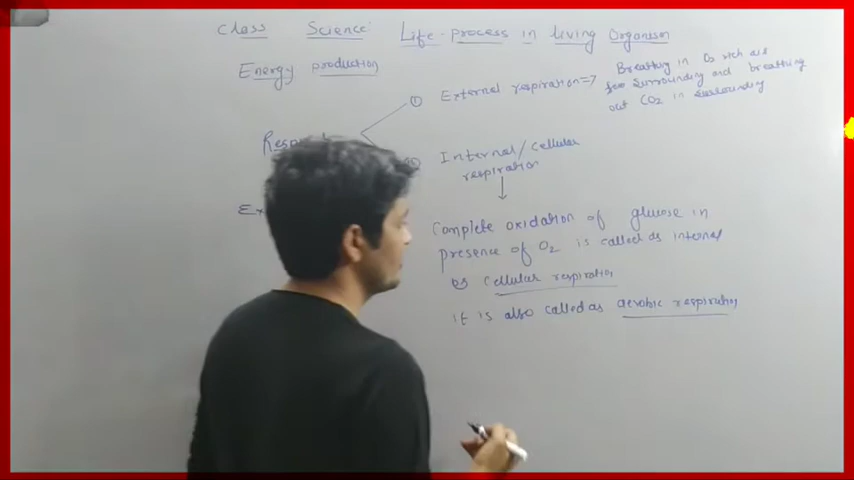 Class Science: Life-process in living Organism
Energy production
① External respiration => Breathing in O2 rich air
from surrounding and breathing
out CO2 in surrounding
Internal/cellular
respiration
Complete oxidation of glucose in
presence of O2 is called as internal
or cellular respiration
it is also called as aerobic respiration